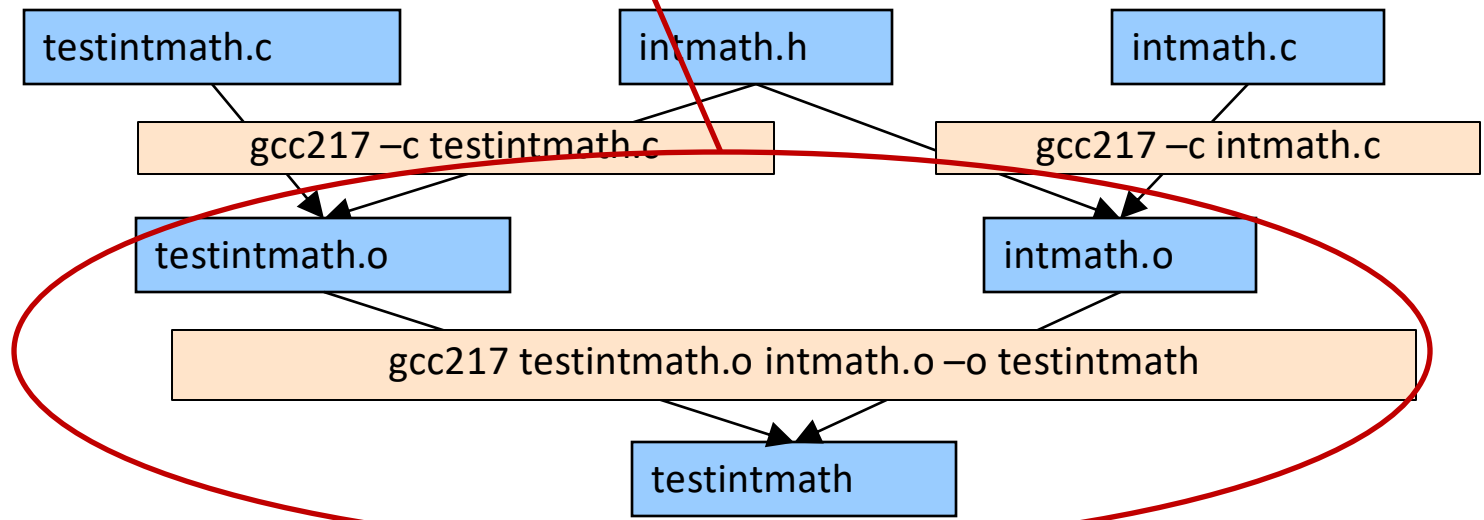 testintmath.c
intmath.h
intmath.c
gcc217 –c testintmath.c
gcc217 –c intmath.c
testintmath.o
intmath.o
gcc217 testintmath.o intmath.o –o testintmath
testintmath